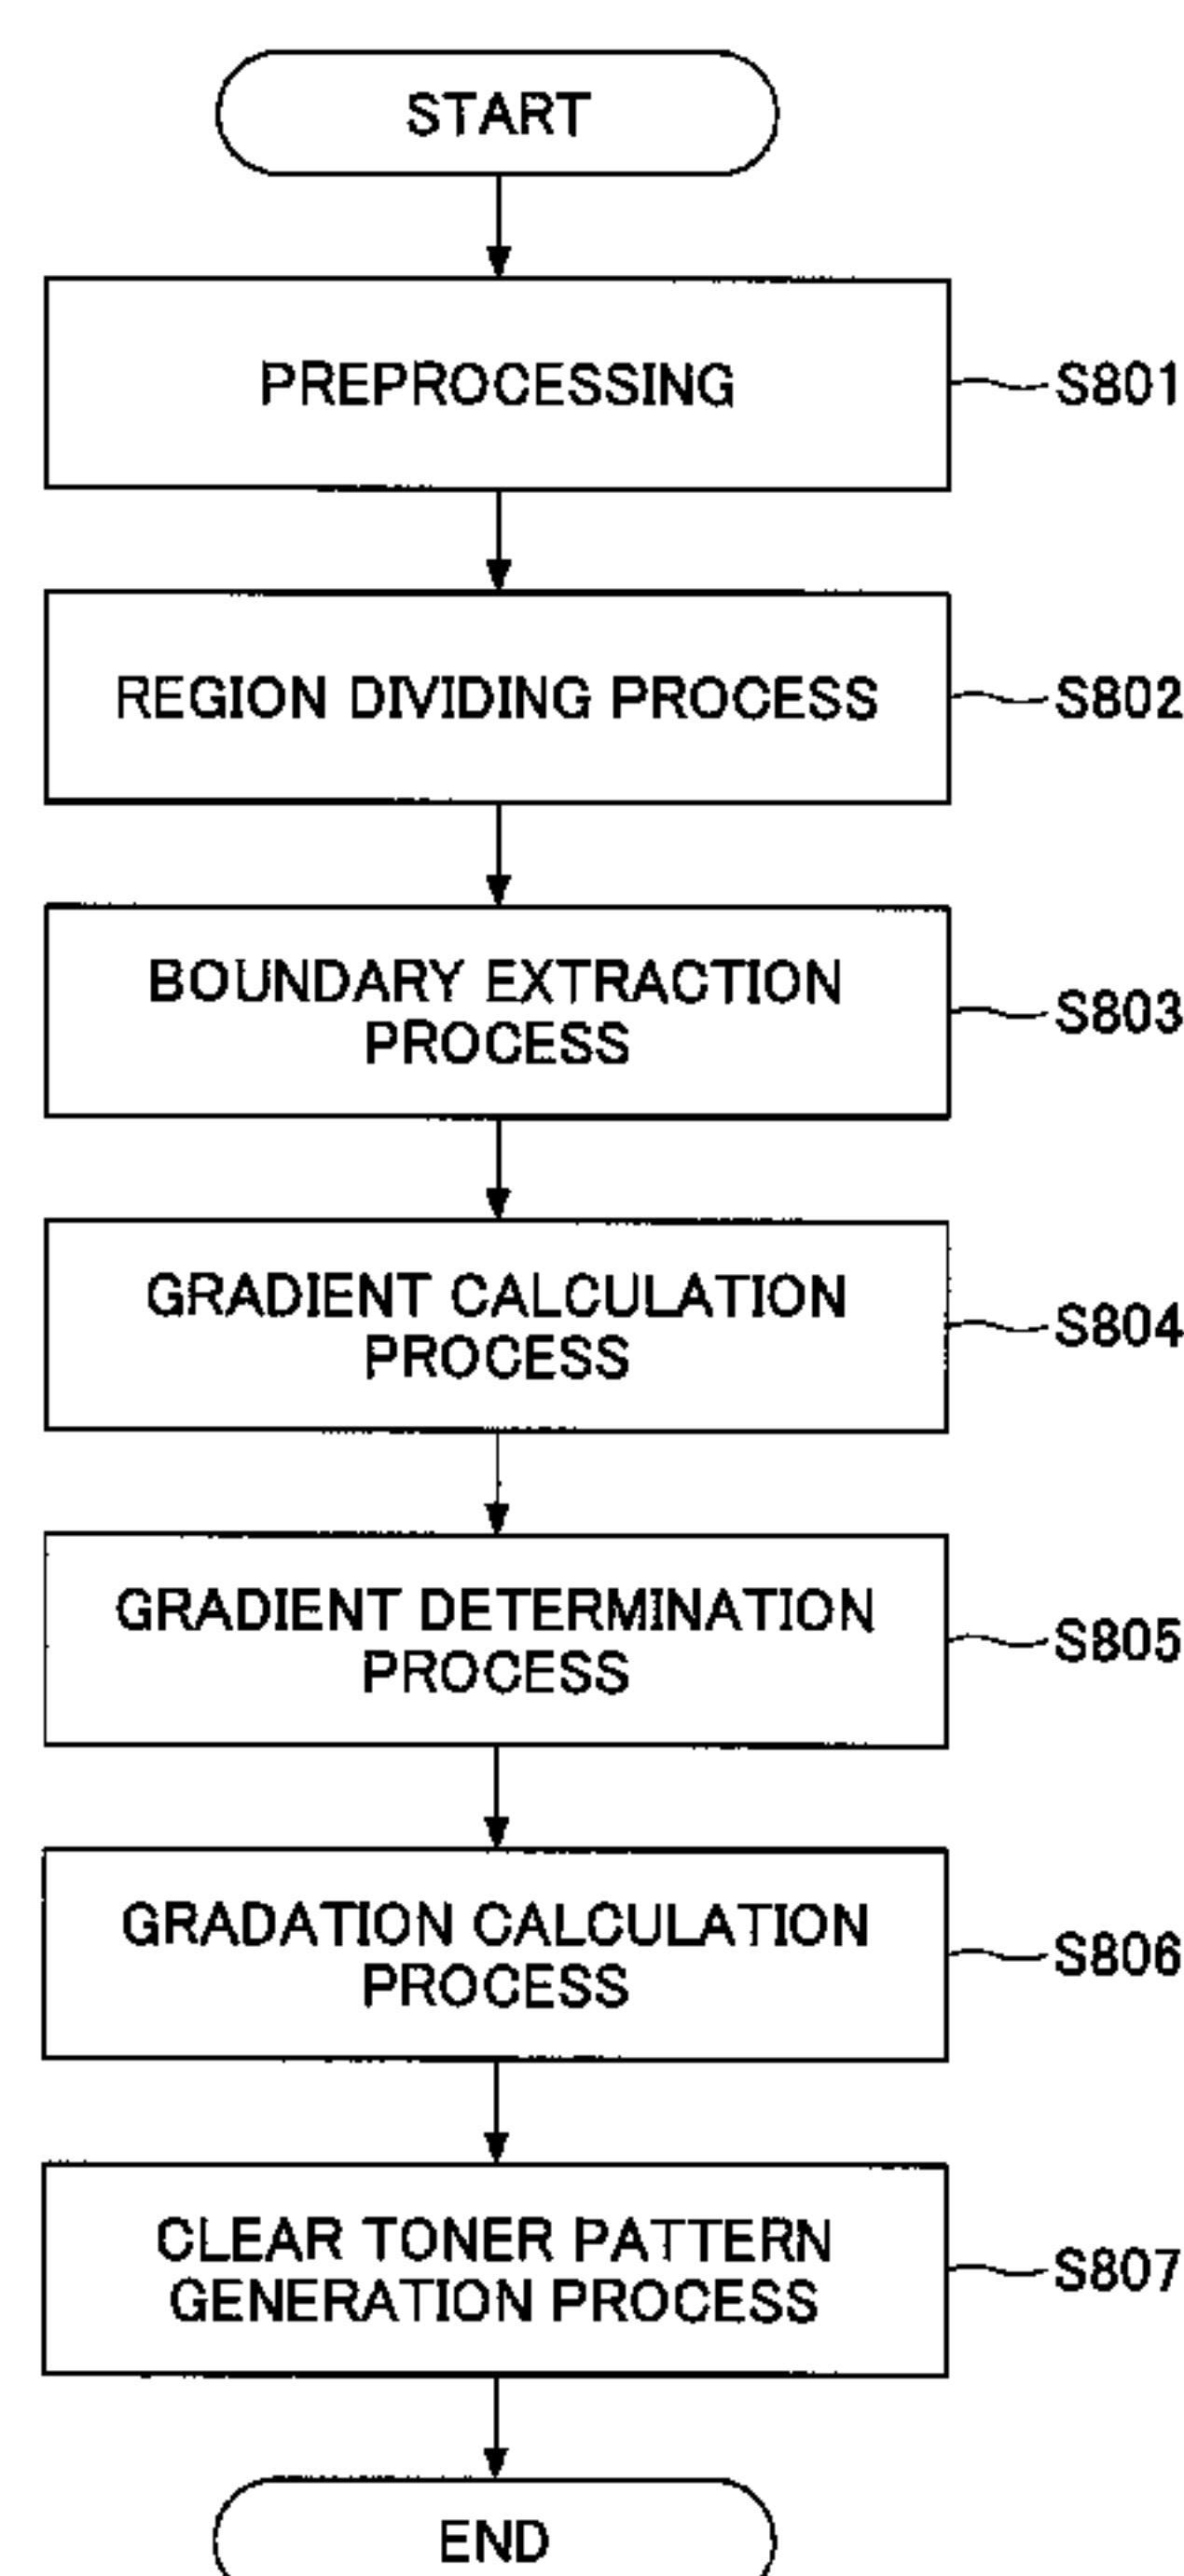 START
PREPROCESSING
S801
REGION DIVIDING PROCESS
S802
BOUNDARY EXTRACTION
PROCESS
S803
GRADIENT CALCULATION
PROCESS
S804
GRADIENT DETERMINATION
PROCESS
S805
GRADATION CALCULATION
PROCESS
S806
CLEAR TONER PATTERN
GENERATION PROCESS
S807
END